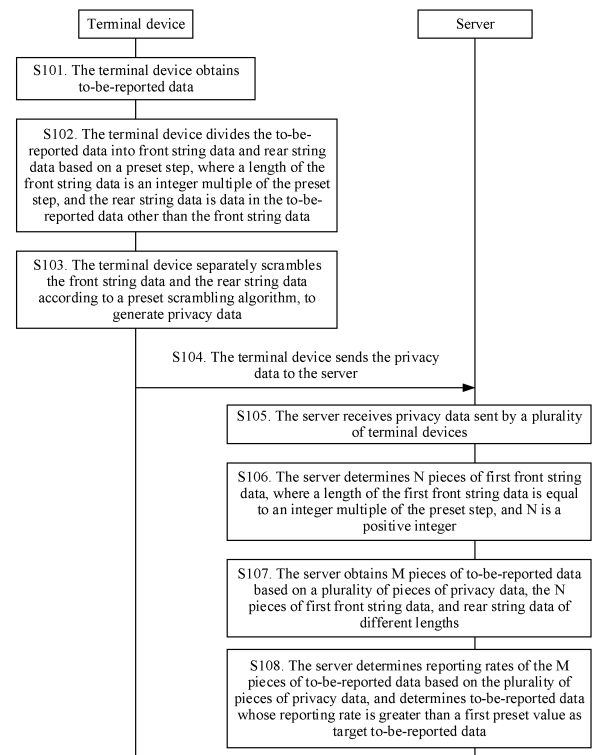 Terminal device
Server
S101. The terminal device obtains
to-be-reported data
S102. The terminal device divides the to-be-
reported data into front string data and rear string
data based on a preset step, where a length of the
front string data is an integer multiple of the preset
step, and the rear string data is data in the to-be-
reported data other than the front string data
S103. The terminal device separately scrambles
the front string data and the rear string data
according to a preset scrambling algorithm, to
generate privacy data
S104. The terminal device sends the privacy
data to the server
S105. The server receives privacy data sent by a plurality
of terminal devices
S106. The server determines N pieces of first front string
data, where a length of the first front string data is equal
to an integer multiple of the preset step, and N is a
positive integer
S107. The server obtains M pieces of to-be-reported data
based on a plurality of pieces of privacy data, the N
pieces of first front string data, and rear string data of
different lengths
S108. The server determines reporting rates of the M
pieces of to-be-reported data based on the plurality of
pieces of privacy data, and determines to-be-reported data
whose reporting rate is greater than a first preset value as
target to-be-reported data